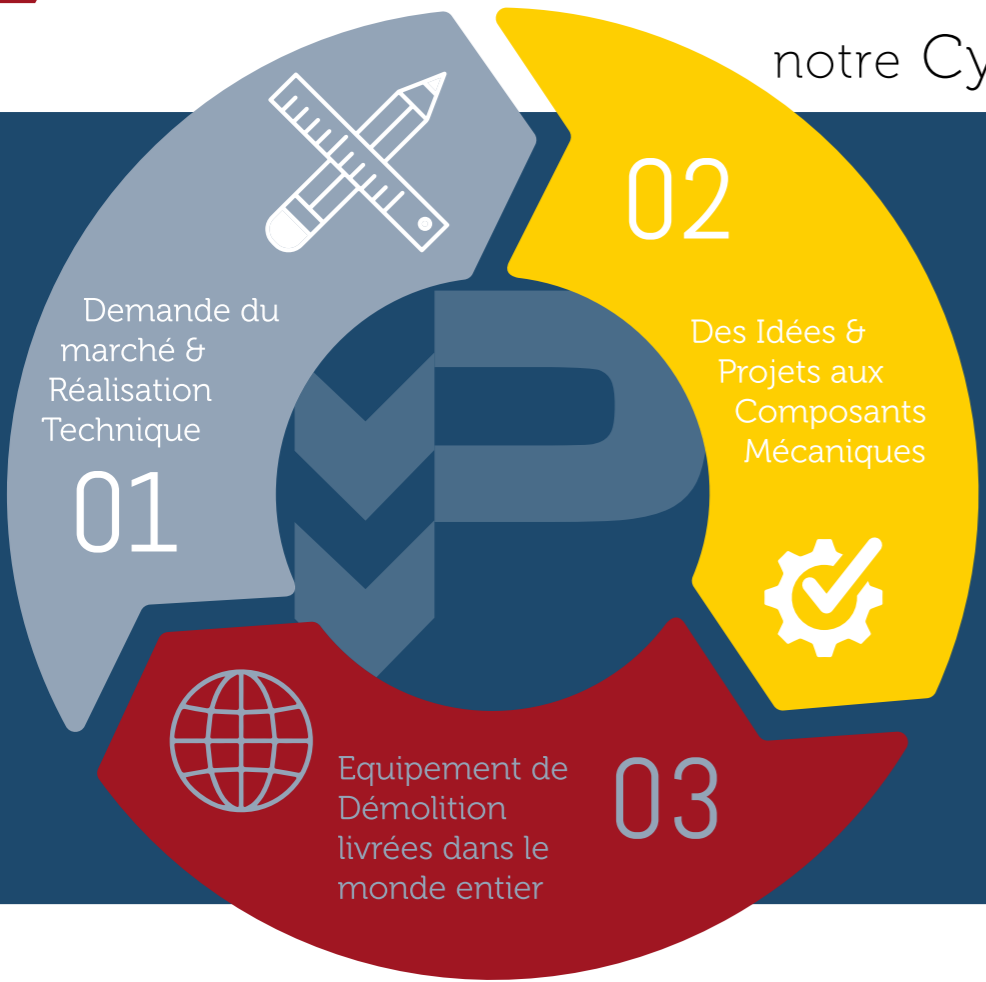 notre Cy
Demande du
marché &
Réalisation
Technique
01
02
Des Idées &
Projets aux
Composants
Mécaniques
Equipement de
Démolition
livrées dans le
monde entier
03